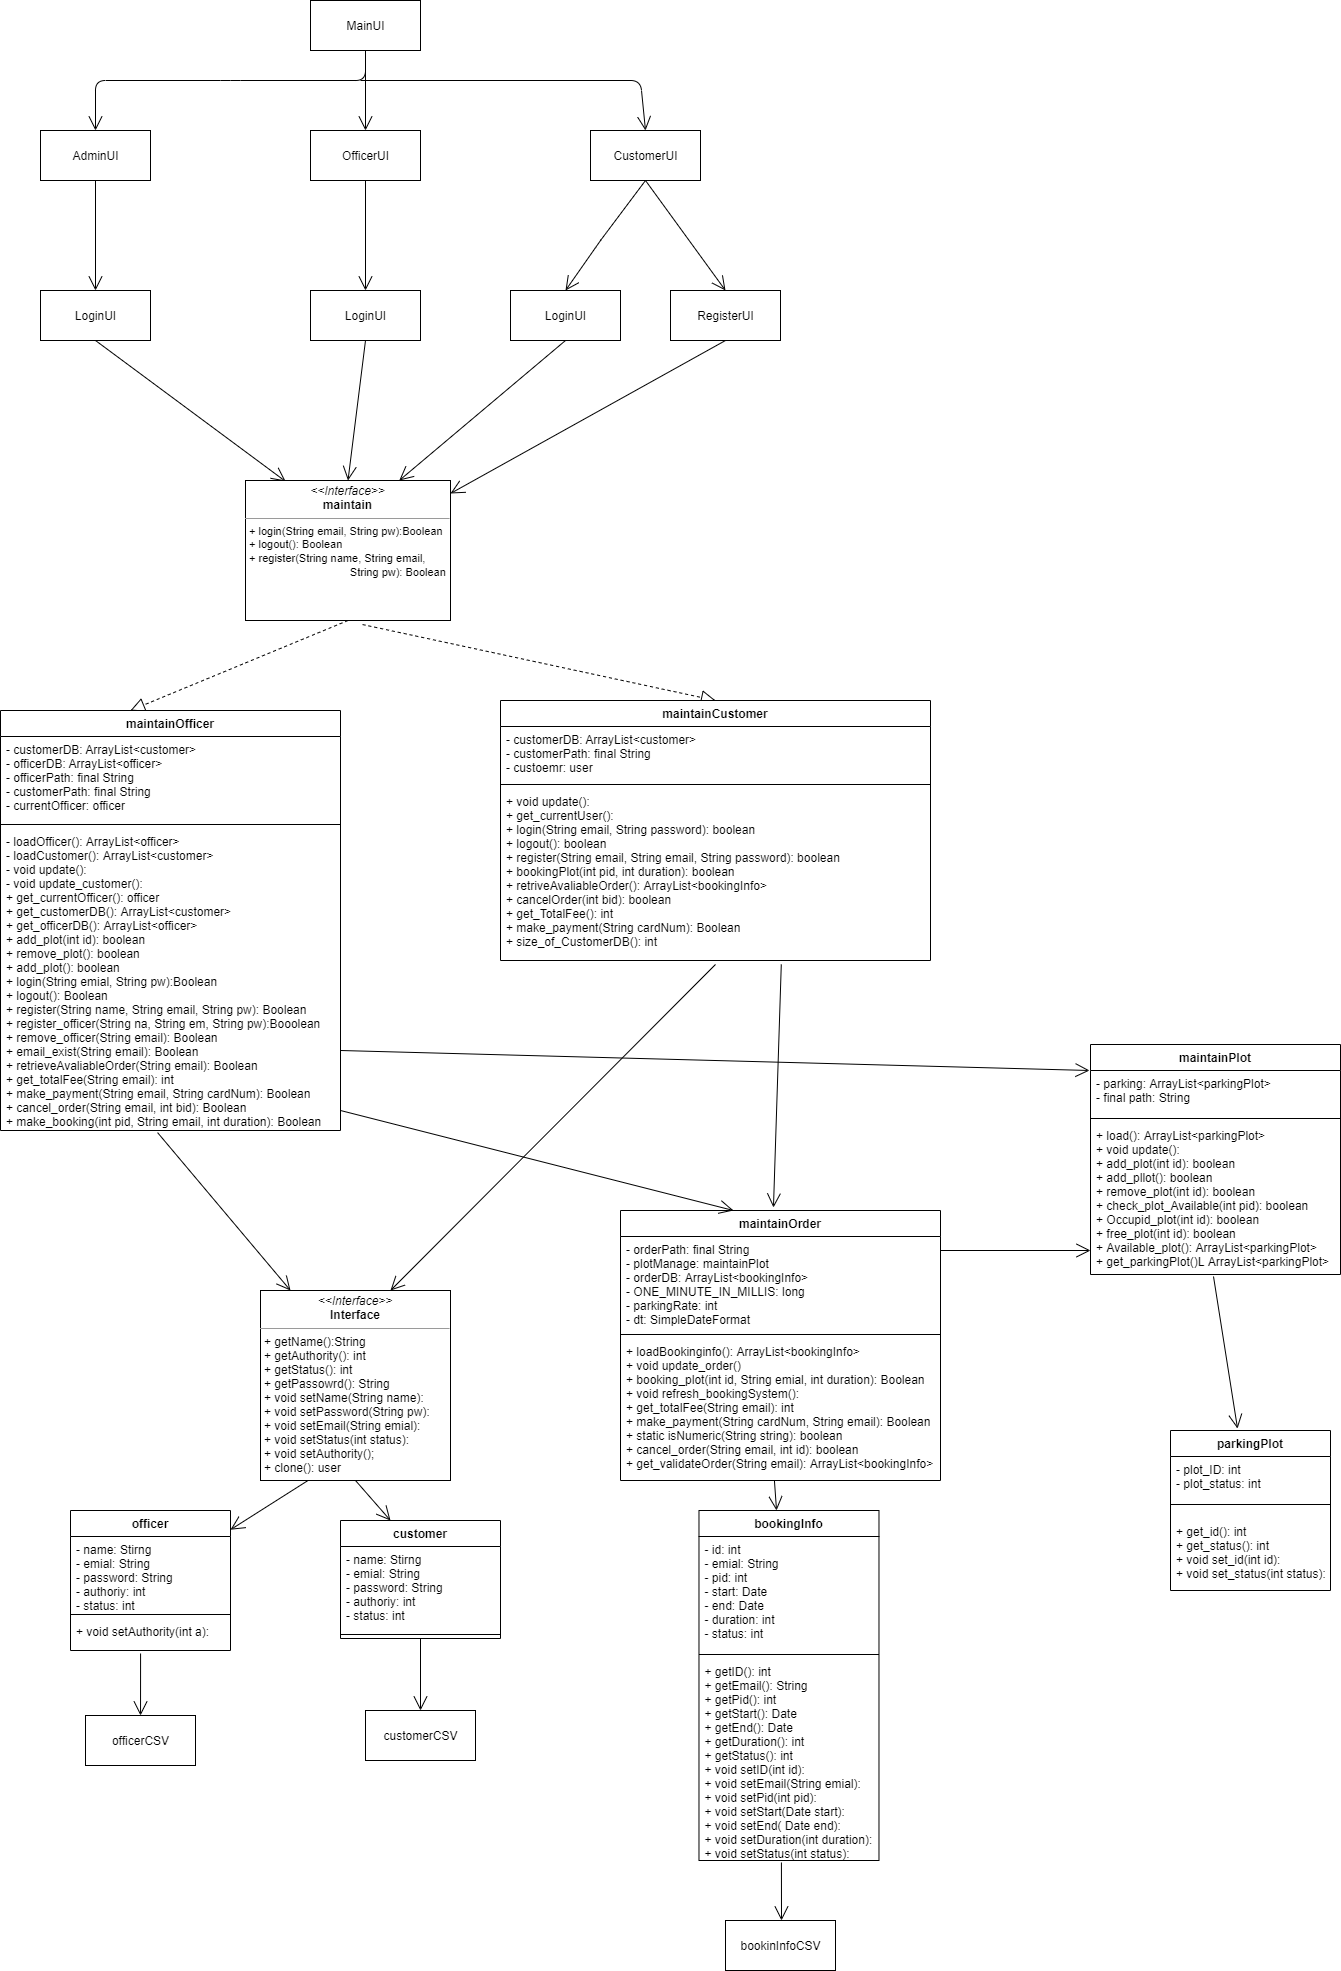 MainUI
AdminUI
OfficerUI
CustomerUI
LoginUI
LoginUI
LoginUI
RegisterUI
<<Interface>>
maintain
+ login(String email, String pw):Boolean
+ logout(): Boolean
+ register(String name, String email,
String pw): Boolean
maintainOfficer
- customerDB: ArrayList<customer>
- officerDB: ArrayList<officer>
- officerPath: final String
- customerPath: final String
- currentOfficer: officer
- loadOfficer(): ArrayList<officer>
- loadCustomer(): ArrayList<customer>
- void update():
- void update_customer():
+ get_currentOfficer(): officer
+ get_customerDB(): ArrayList<customer>
+ get_officerDB(): ArrayList<officer>
+ add_plot(int id): boolean
+ remove_plot(): boolean
+ add_plot(): boolean
+ login(String emial, String pw):Boolean
+ logout(): Boolean
+ register(String name, String email, String pw): Boolean
+ register_officer(String na, String em, String pw):Booolean
+ remove_officer(String email): Boolean
+ email_exist(String email): Boolean
+ retrieveAvaliableOrder(String email): Boolean
+ get_totalFee(String email): int
+ make_payment(String email, String cardNum): Boolean
+ cancel_order(String email, int bid): Boolean
+ make_booking(int pid, String email, int duration): Boolean
maintainCustomer
- customerDB: ArrayList<customer>
- customerPath: final String
- custoemr: user
+ void update():
+ get_currentUser():
+ login(String email, String password): boolean
+ logout(): boolean
+ register(String email, String email, String password): boolean
+ bookingPlot(int pid, int duration): boolean
+ retriveAvaliableOrder(): ArrayList<bookingInfo>
+ cancelOrder(int bid): boolean
+ get_TotalFee(): int
+ make_payment(String cardNum): Boolean
+ size_of_CustomerDB(): int
maintainPlot
- parking: ArrayList<parkingPlot>
- final path: String
+ load(): ArrayList<parkingPlot>
+ void update():
+ add_plot(int id): boolean
+ add_pllot(): boolean
+ remove_plot(int id): boolean
+ check_plot_Available(int pid): boolean
+ Occupid_plot(int id): boolean
+ free_plot(int id): boolean
+ Available_plot(): ArrayList<parkingPlot>
+ get_parkingPlot()L ArrayList<parkingPlot>
maintainOrder
- orderPath: final String
- plotManage: maintainPlot
- orderDB: ArrayList<bookingInfo>
- ONE_MINUTE_IN_MILLIS: long
- parkingRate: int
- dt: SimpleDateFormat
+ loadBookinginfo(): ArrayList<bookingInfo>
+ void update_order()
+ booking_plot(int id, String emial, int duration): Boolean
+ void refresh_bookingSystem():
+ get_totalFee(String email): int
+ make_payment(String cardNum, String email): Boolean
+ static isNumeric(String string): boolean
+ cancel_order(String email, int id): boolean
+ get_validateOrder(String email): ArrayList<bookingInfo>
<<Interface>>
Interface
+ getName():String
+ getAuthority(): int
+ getStatus(): int
+ getPassowrd(): String
+ void setName(String name):
+ void setPassword(String pw):
+ void setEmail(String emial):
+ void setStatus(int status):
+ void setAuthority();
+ clone(): user
parkingPlot
- plot_ID: int
- plot_status: int
+ get_id(): int
+ get_status(): int
+ void set_id(int id):
+ void set_status(int status):
officer
- name: Stirng
- emial: String
- password: String
- authoriy: int
- status: int
+ void setAuthority(int a):
customer
- name: Stirng
- emial: String
- password: String
- authoriy: int
- status: int
bookingInfo
- id: int
- emial: String
- pid: int
- start: Date
- end: Date
- duration: int
- status: int
+ getID(): int
+ getEmail(): String
+ getPid(): int
+ getStart(): Date
+ getEnd(): Date
+ getDuration(): int
+ getStatus(): int
+ void setID(int id):
+ void setEmail(String emial):
+ void setPid(int pid):
+ void setStart(Date start):
+ void setEnd( Date end):
+ void setDuration(int duration):
+ void setStatus(int status):
officerCSV
customerCSV
bookinInfoCSV